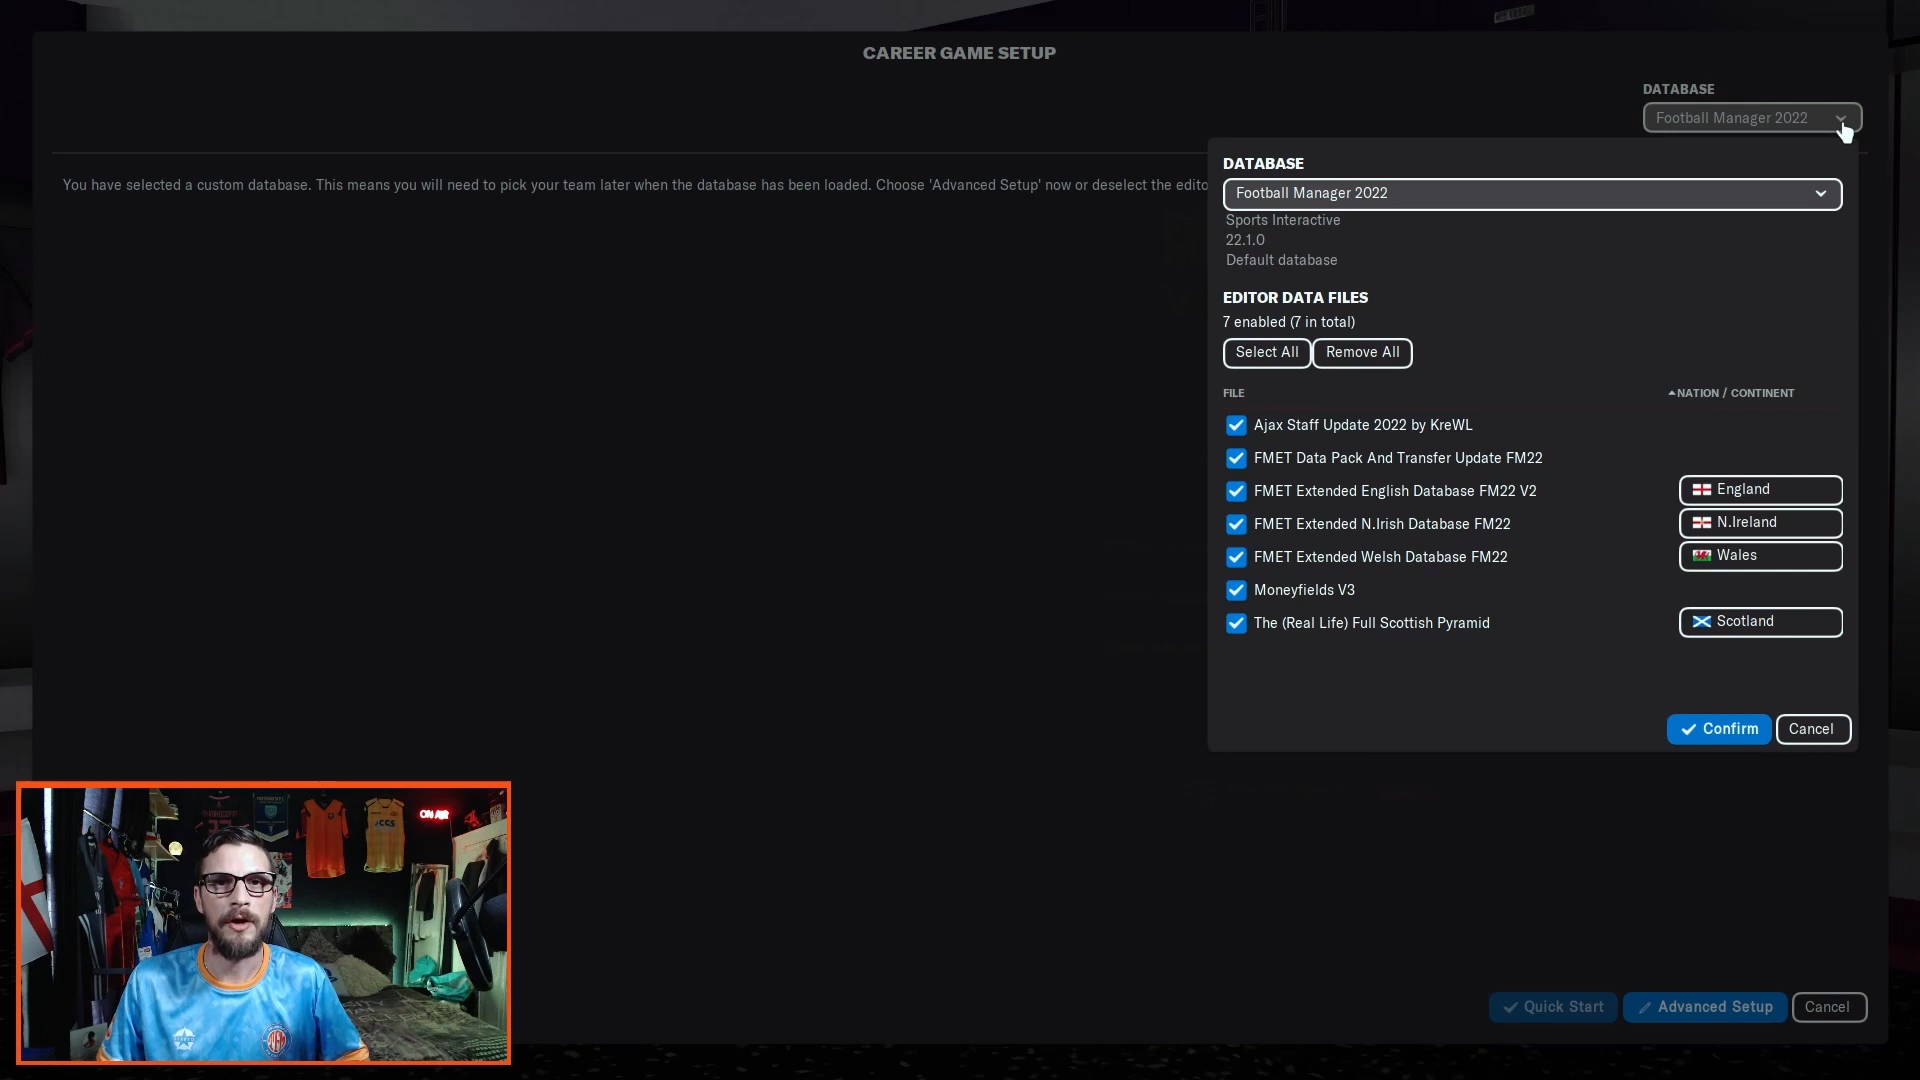 CAREER GAME SETUP
DATABASE
Football Manager 2022
You have selected a custom database. This means you will need to pick your team later when the database has been loaded. Choose 'Advanced Setup' now or deselect the edito
DATABASE
Football Manager 2022
Sports Interactive
22.1.0
Default database
EDITOR DATA FILES
7 enabled (7 in total)
Select All
Remove All
FILE
NATION / CONTINENT
Ajax Staff Update 2022 by KreWL
FMET Data Pack And Transfer Update FM22
FMET Extended English Database FM22 V2
England
FMET Extended N.Irish Database FM22
N.Ireland
FMET Extended Welsh Database FM22
Wales
Moneyfields V3
The (Real Life) Full Scottish Pyramid
Scotland
Confirm
Cancel
ON AIR
CCS
Quick Start
Advanced Setup
Cancel